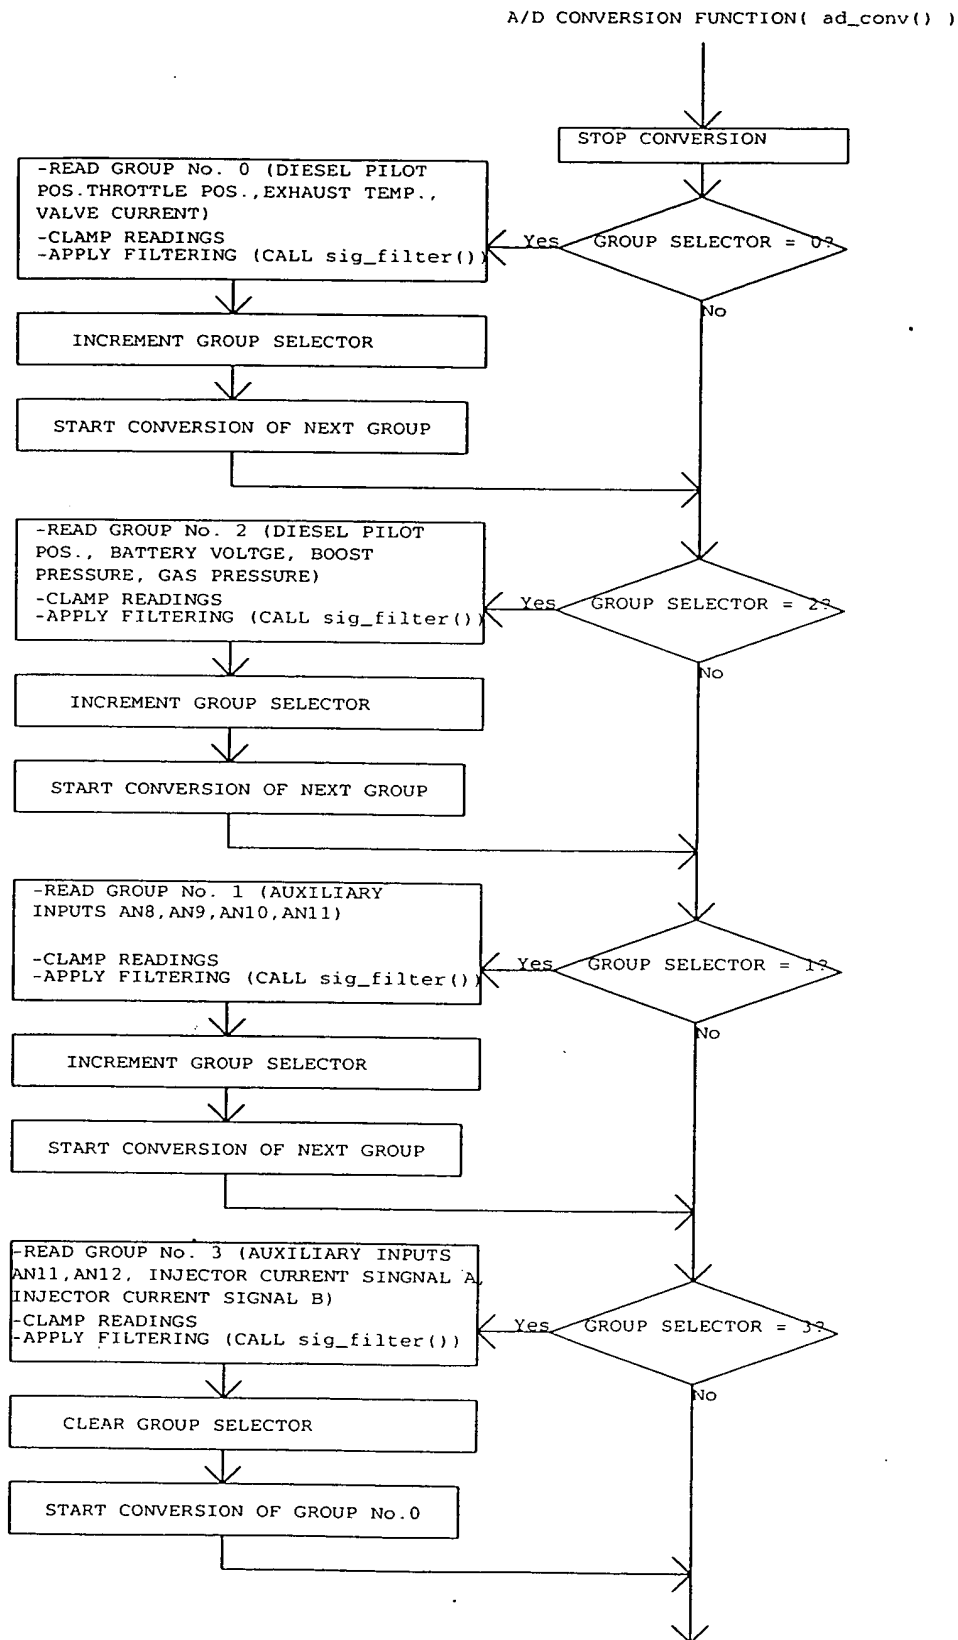 A/D CONVERSION FUNCTION( ad_conv() )
STOP CONVERSION
-READ GROUP No. 0 (DIESEL PILOT
POS.THROTTLE POS.,EXHAUST TEMP.,
VALVE CURRENT)
-CLAMP READINGS
-APPLY FILTERING (CALL sig_filter())
Yes
GROUP SELECTOR = 0?
No
INCREMENT GROUP SELECTOR
START CONVERSION OF NEXT GROUP
-READ GROUP No. 2 (DIESEL PILOT
POS., BATTERY VOLTGE, BOOST
PRESSURE, GAS PRESSURE)
-CLAMP READINGS
-APPLY FILTERING (CALL sig_filter())
Yes
GROUP SELECTOR = 2?
No
INCREMENT GROUP SELECTOR
START CONVERSION OF NEXT GROUP
-READ GROUP No. 1 (AUXILIARY
INPUTS AN8,AN9,AN10,AN11)
-CLAMP READINGS
-APPLY FILTERING (CALL sig_filter())
Yes
GROUP SELECTOR = 1?
No
INCREMENT GROUP SELECTOR
START CONVERSION OF NEXT GROUP
-READ GROUP No. 3 (AUXILIARY INPUTS
AN11,AN12, INJECTOR CURRENT SINGNAL A,
INJECTOR CURRENT SIGNAL B)
-CLAMP READINGS
-APPLY FILTERING (CALL sig_filter())
Yes
GROUP SELECTOR = 3?
No
CLEAR GROUP SELECTOR
START CONVERSION OF GROUP No.0